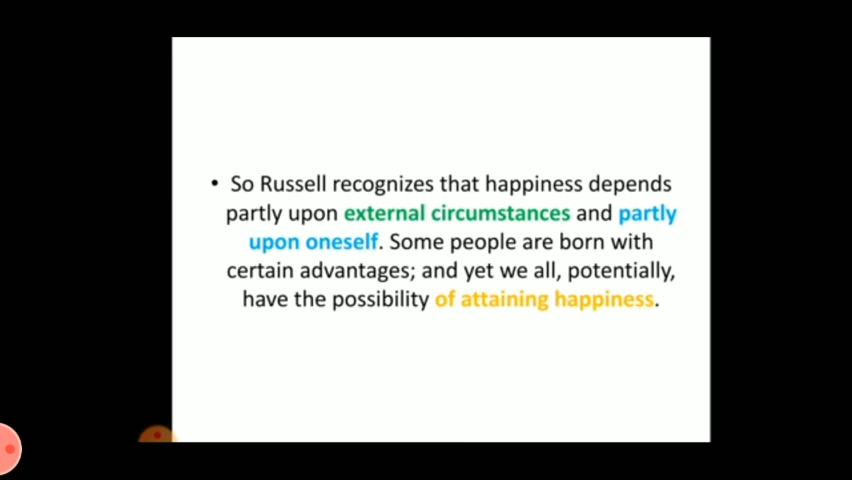 • So Russell recognizes that happiness depends
partly upon external circumstances and partly
upon oneself. Some people are born with
certain advantages; and yet we all, potentially,
have the possibility of attaining happiness.